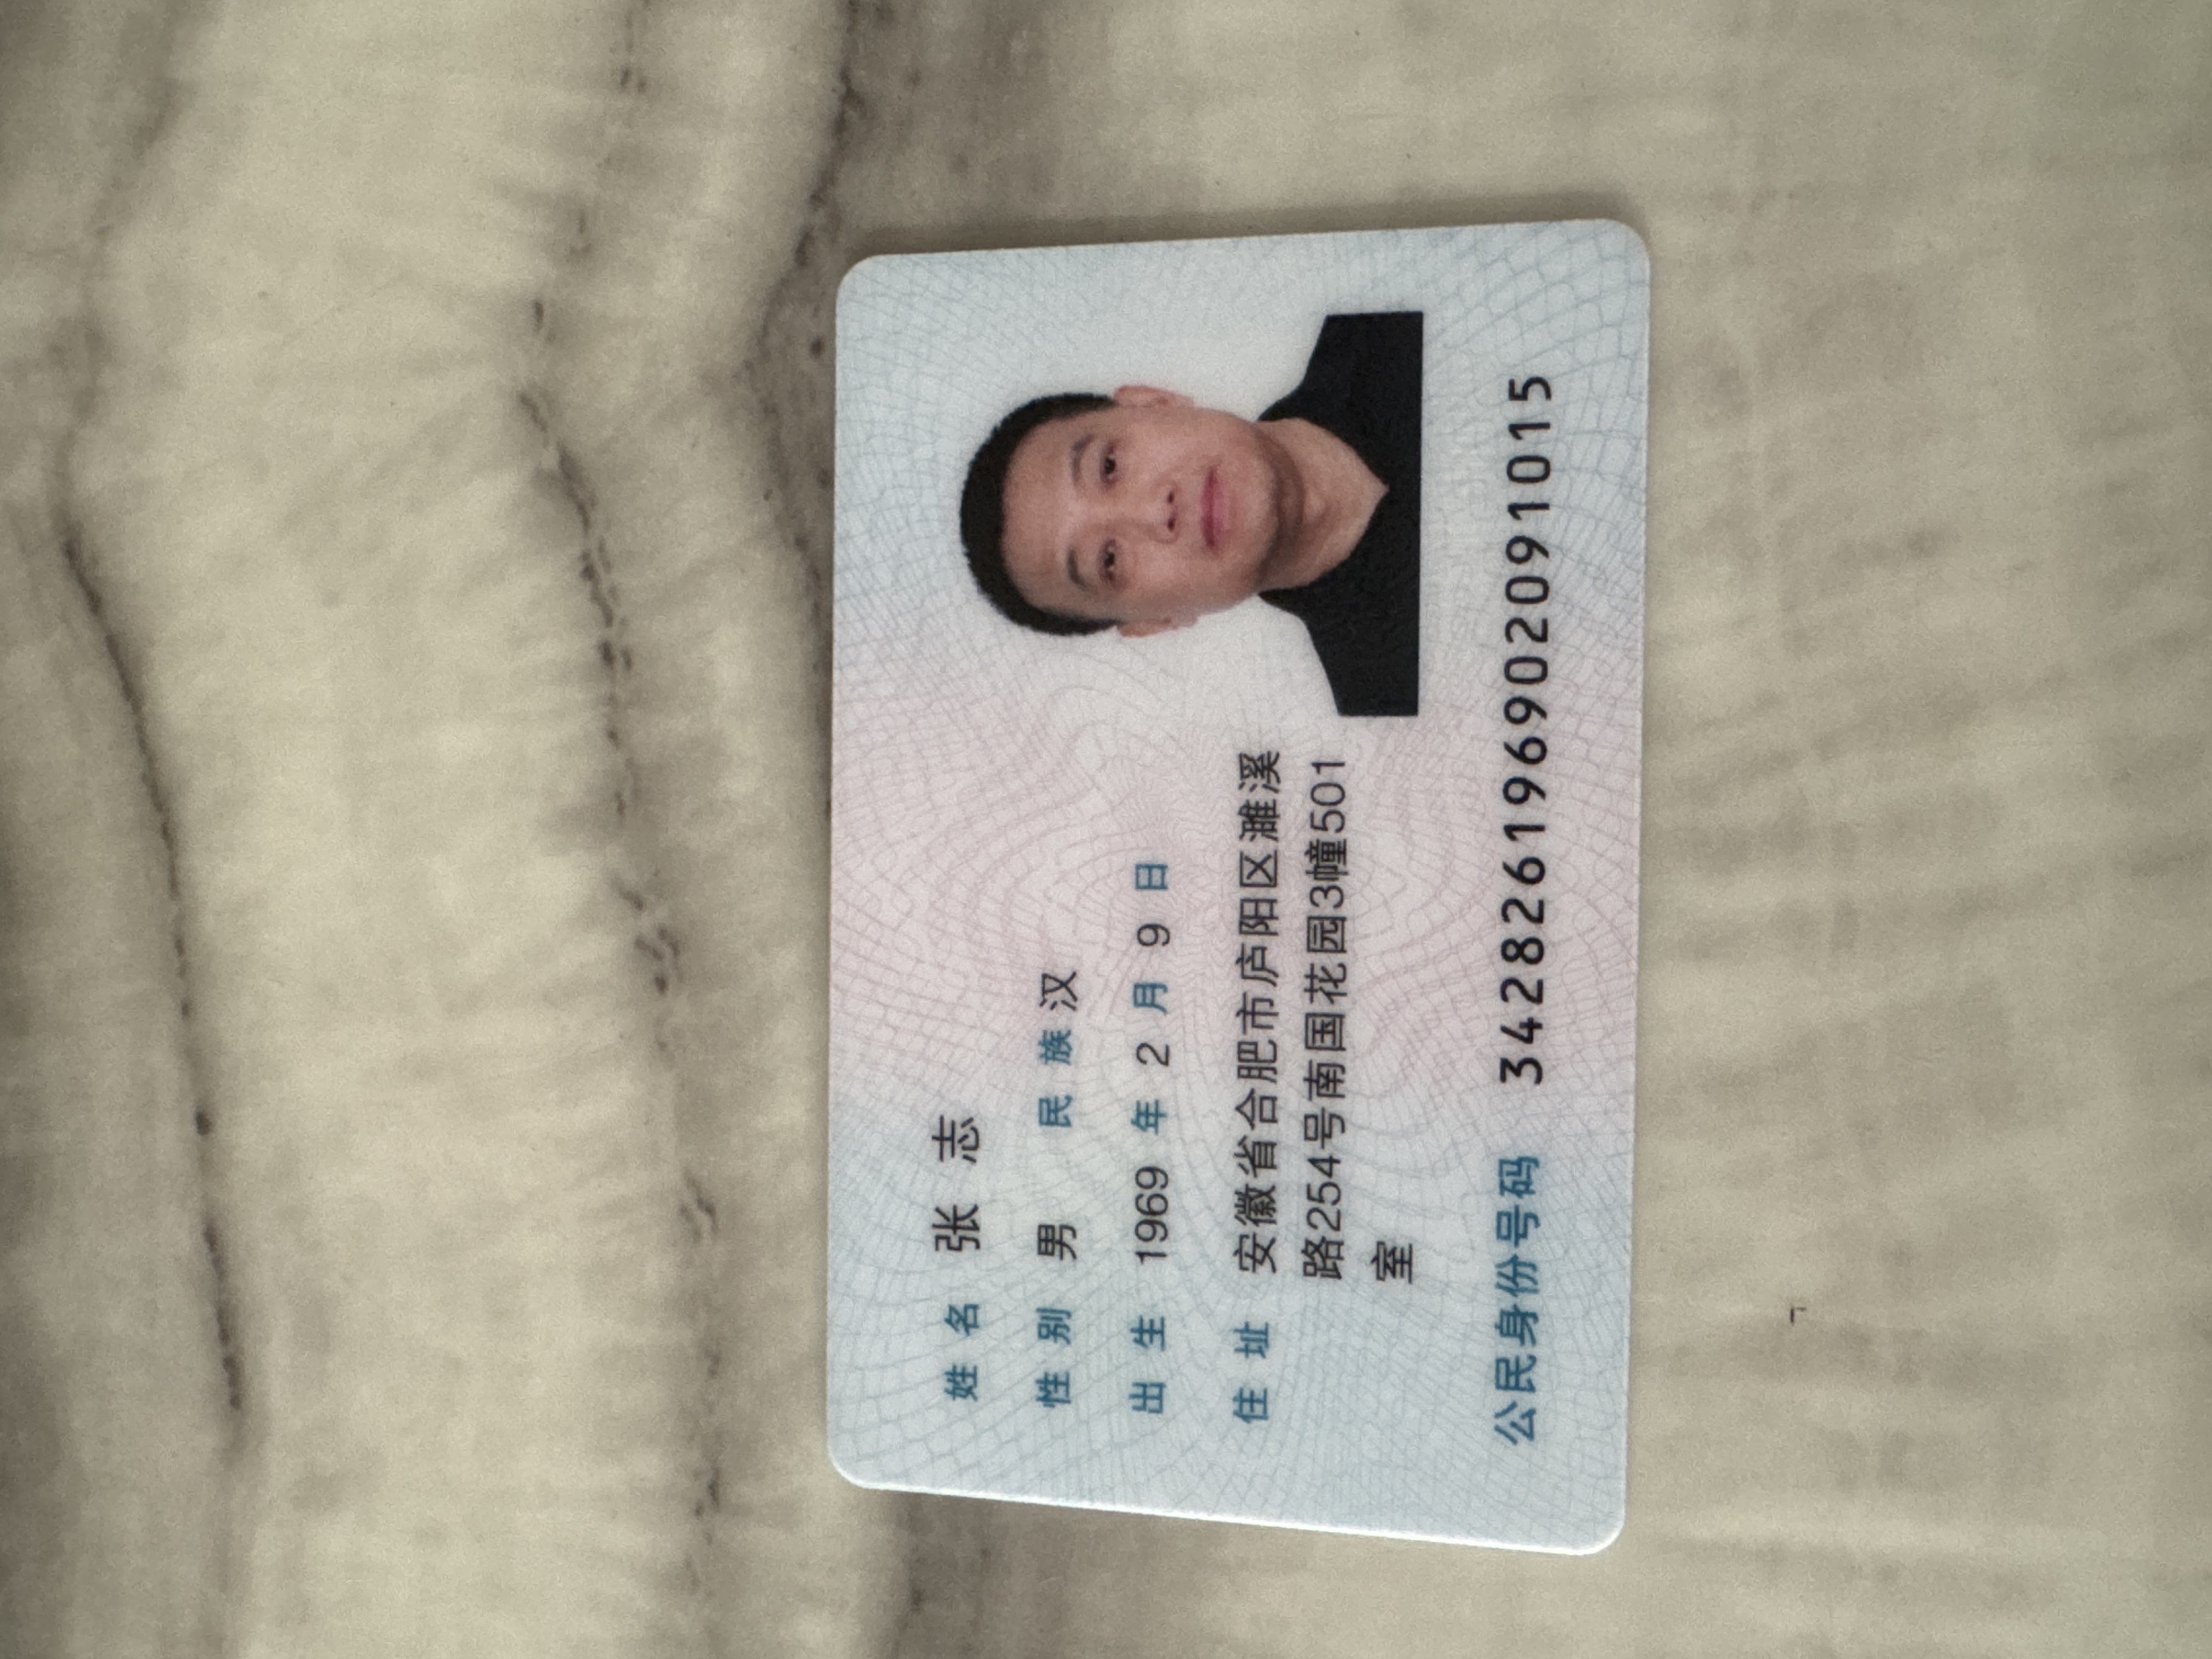 姓名 张志
性别 男 民族 汉
出生 1969 年 2 月 9 日
住址 安徽省合肥市庐阳区濉溪
路254号南国花园3幢501
室
公民身份号码 342826196902091015